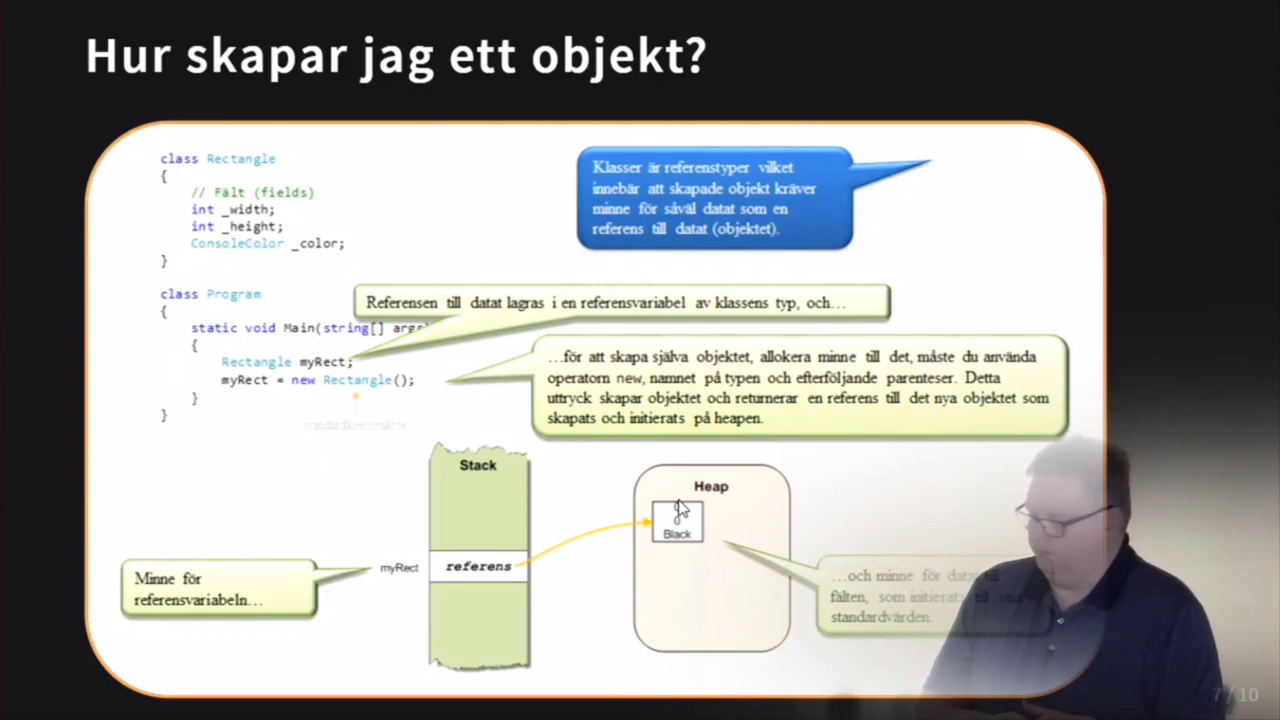 Hur skapar jag ett objekt?
class Rectangle
{
// Fält (fields)
int _width;
int _height;
ConsoleColor _color;
}
Klasser är referenstyper vilket
innebär att skapade objekt kräver
minne för såväl datat som en
referens till datat (objektet).
class Program
{
static void Main(string[] args
{
Rectangle myRect;
myRect = new Rectangle();
}
}
Referensen till datat lagras i en referensvariabel av klassens typ, och…
…för att skapa själva objektet, allokera minne till det, måste du använda
operatorn new, namnet på typen och efterföljande parenteser. Detta
uttryck skapar objektet och returnerar en referens till det nya objektet som
skapats och initierats på heapen.
standardkonstruktor
Stack
Heap
0
Black
myRect
referens
Minne för
referensvariabeln…
…och minne för datat till
fälten, som initierats till
standardvärden.
7 / 10